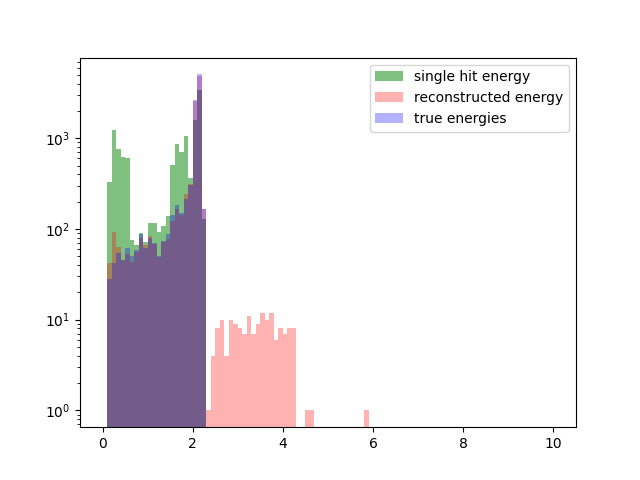 single hit energy
reconstructed energy
true energies
10³
10²
10¹
10⁰
0 2 4 6 8 10